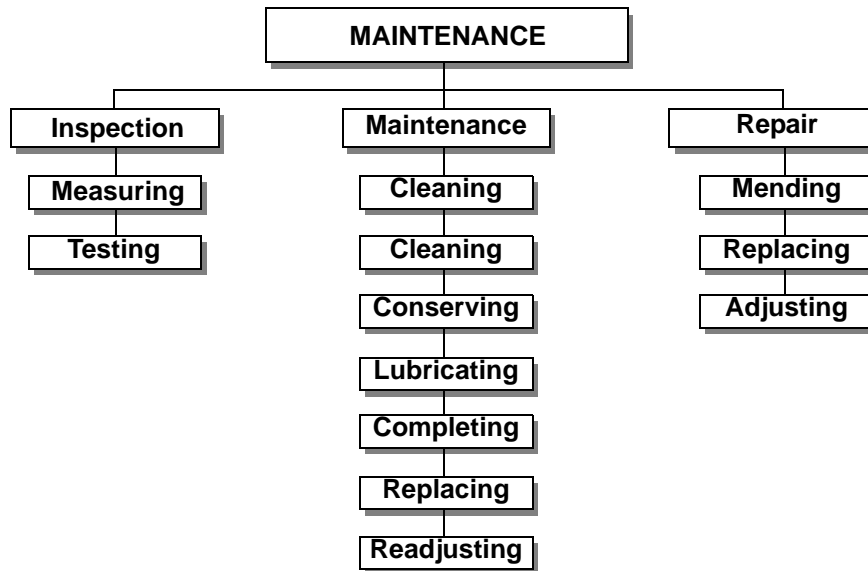 MAINTENANCE
Inspection
Measuring
Testing
Maintenance
Cleaning
Cleaning
Conserving
Lubricating
Completing
Replacing
Readjusting
Repair
Mending
Replacing
Adjusting